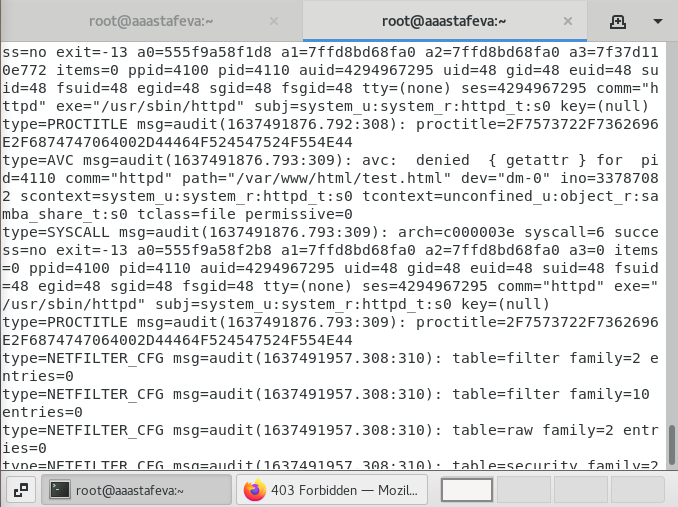 root@aaastafeva:~
root@aaastafeva:~
ss=no exit=-13 a0=555f9a58f1d8 a1=7ffd8bd68fa0 a2=7ffd8bd68fa0 a3=7f37d11
0e772 items=0 ppid=4100 pid=4110 auid=4294967295 uid=48 gid=48 euid=48 su
id=48 fsuid=48 egid=48 sgid=48 fsgid=48 tty=(none) ses=4294967295 comm="h
ttpd" exe="/usr/sbin/httpd" subj=system_u:system_r:httpd_t:s0 key=(null)
type=PROCTITLE msg=audit(1637491876.792:308): proctitle=2F7573722F7362696
E2F6874747064002D44464F524547524F554E44
type=AVC msg=audit(1637491876.793:309): avc:  denied  { getattr } for  pi
d=4110 comm="httpd" path="/var/www/html/test.html" dev="dm-0" ino=3378708
2 scontext=system_u:system_r:httpd_t:s0 tcontext=unconfined_u:object_r:sa
mba_share_t:s0 tclass=file permissive=0
type=SYSCALL msg=audit(1637491876.793:309): arch=c000003e syscall=6 succe
ss=no exit=-13 a0=555f9a58f2b8 a1=7ffd8bd68fa0 a2=7ffd8bd68fa0 a3=0 items
=0 ppid=4100 pid=4110 auid=4294967295 uid=48 gid=48 euid=48 suid=48 fsuid
=48 egid=48 sgid=48 fsgid=48 tty=(none) ses=4294967295 comm="httpd" exe="
/usr/sbin/httpd" subj=system_u:system_r:httpd_t:s0 key=(null)
type=PROCTITLE msg=audit(1637491876.793:309): proctitle=2F7573722F7362696
E2F6874747064002D44464F524547524F554E44
type=NETFILTER_CFG msg=audit(1637491957.308:310): table=filter family=2 e
ntries=0
type=NETFILTER_CFG msg=audit(1637491957.308:310): table=filter family=10
entries=0
type=NETFILTER_CFG msg=audit(1637491957.308:310): table=raw family=2 entr
ies=0
type=NETFILTER_CFG msg=audit(1637491957.308:310): table=security family=2
root@aaastafeva:~
403 Forbidden — Mozil...